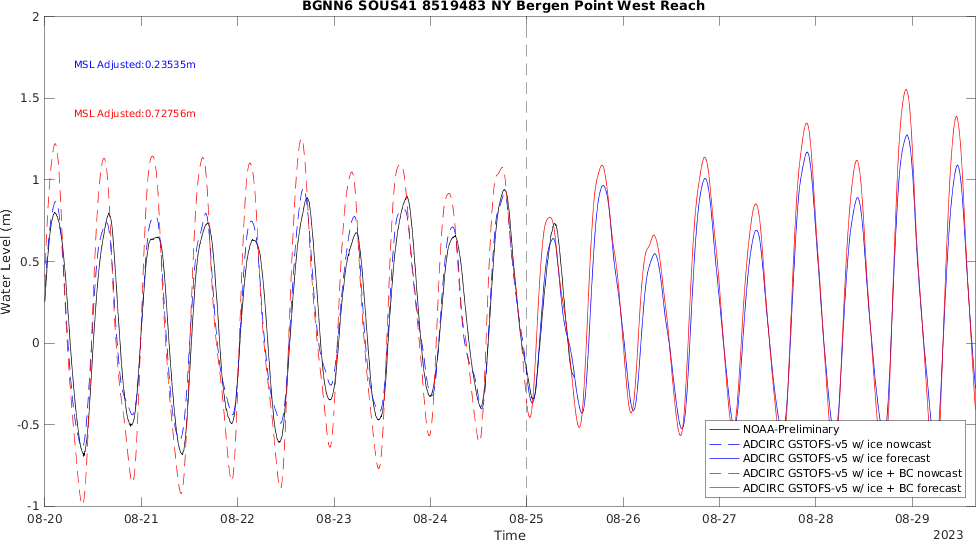 BGNN6 SOUS41 8519483 NY Bergen Point West Reach
2
1.5
1
0.5
0
-0.5
-1
Water Level (m)
MSL Adjusted:0.23535m
MSL Adjusted:0.72756m
NOAA-Preliminary
ADCIRC GSTOFS-v5 w/ ice nowcast
ADCIRC GSTOFS-v5 w/ ice forecast
ADCIRC GSTOFS-v5 w/ ice + BC nowcast
ADCIRC GSTOFS-v5 w/ ice + BC forecast
08-20 08-21 08-22 08-23 08-24 08-25 08-26 08-27 08-28 08-29
Time
2023